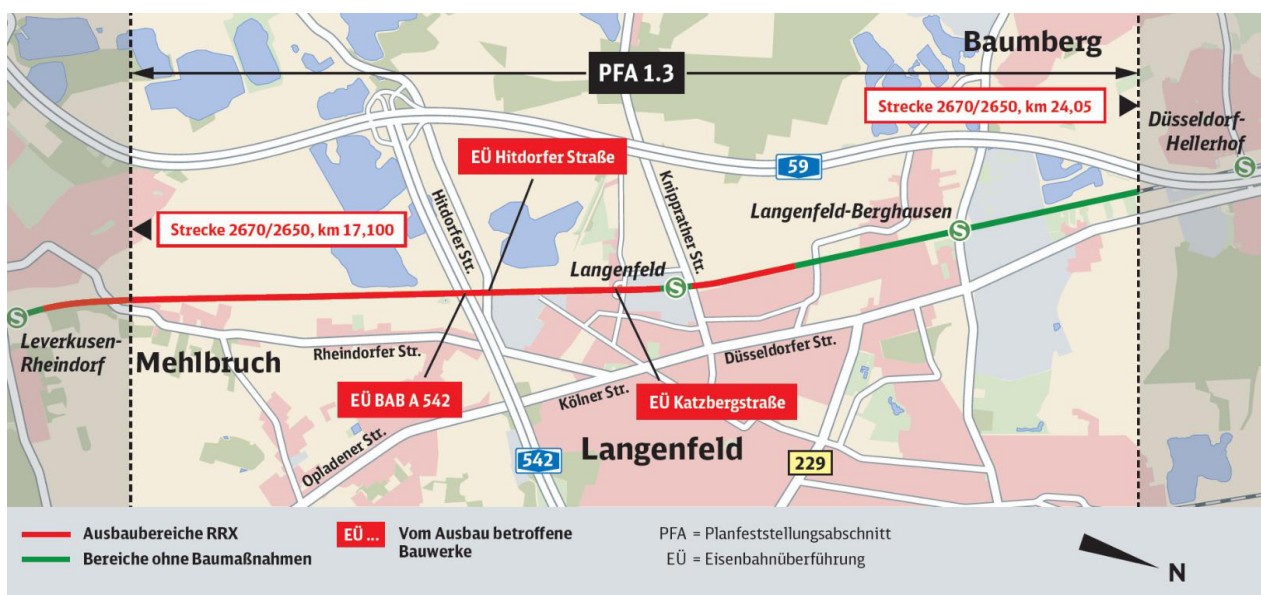 Baumberg
PFA 1.3
Strecke 2670/2650, km 24,05
Düsseldorf-
Hellerhof
S
EÜ Hitdorfer Straße
59
Knipprather Str.
Hitdorfer Str.
Langenfeld-Berghausen
S
Strecke 2670/2650, km 17,100
Langenfeld
S
S
Leverkusen-
Rheindorf
Mehlbruch
Rheindorfer Str.
Düsseldorfer Str.
EÜ BAB A 542
Kölner Str.
EÜ Katzbergstraße
Opladener Str.
542
Langenfeld
229
Ausbaubereiche RRX
Bereiche ohne Baumaßnahmen
EÜ ...
Vom Ausbau betroffene
Bauwerke
PFA = Planfeststellungsabschnitt
EÜ = Eisenbahnüberführung
N